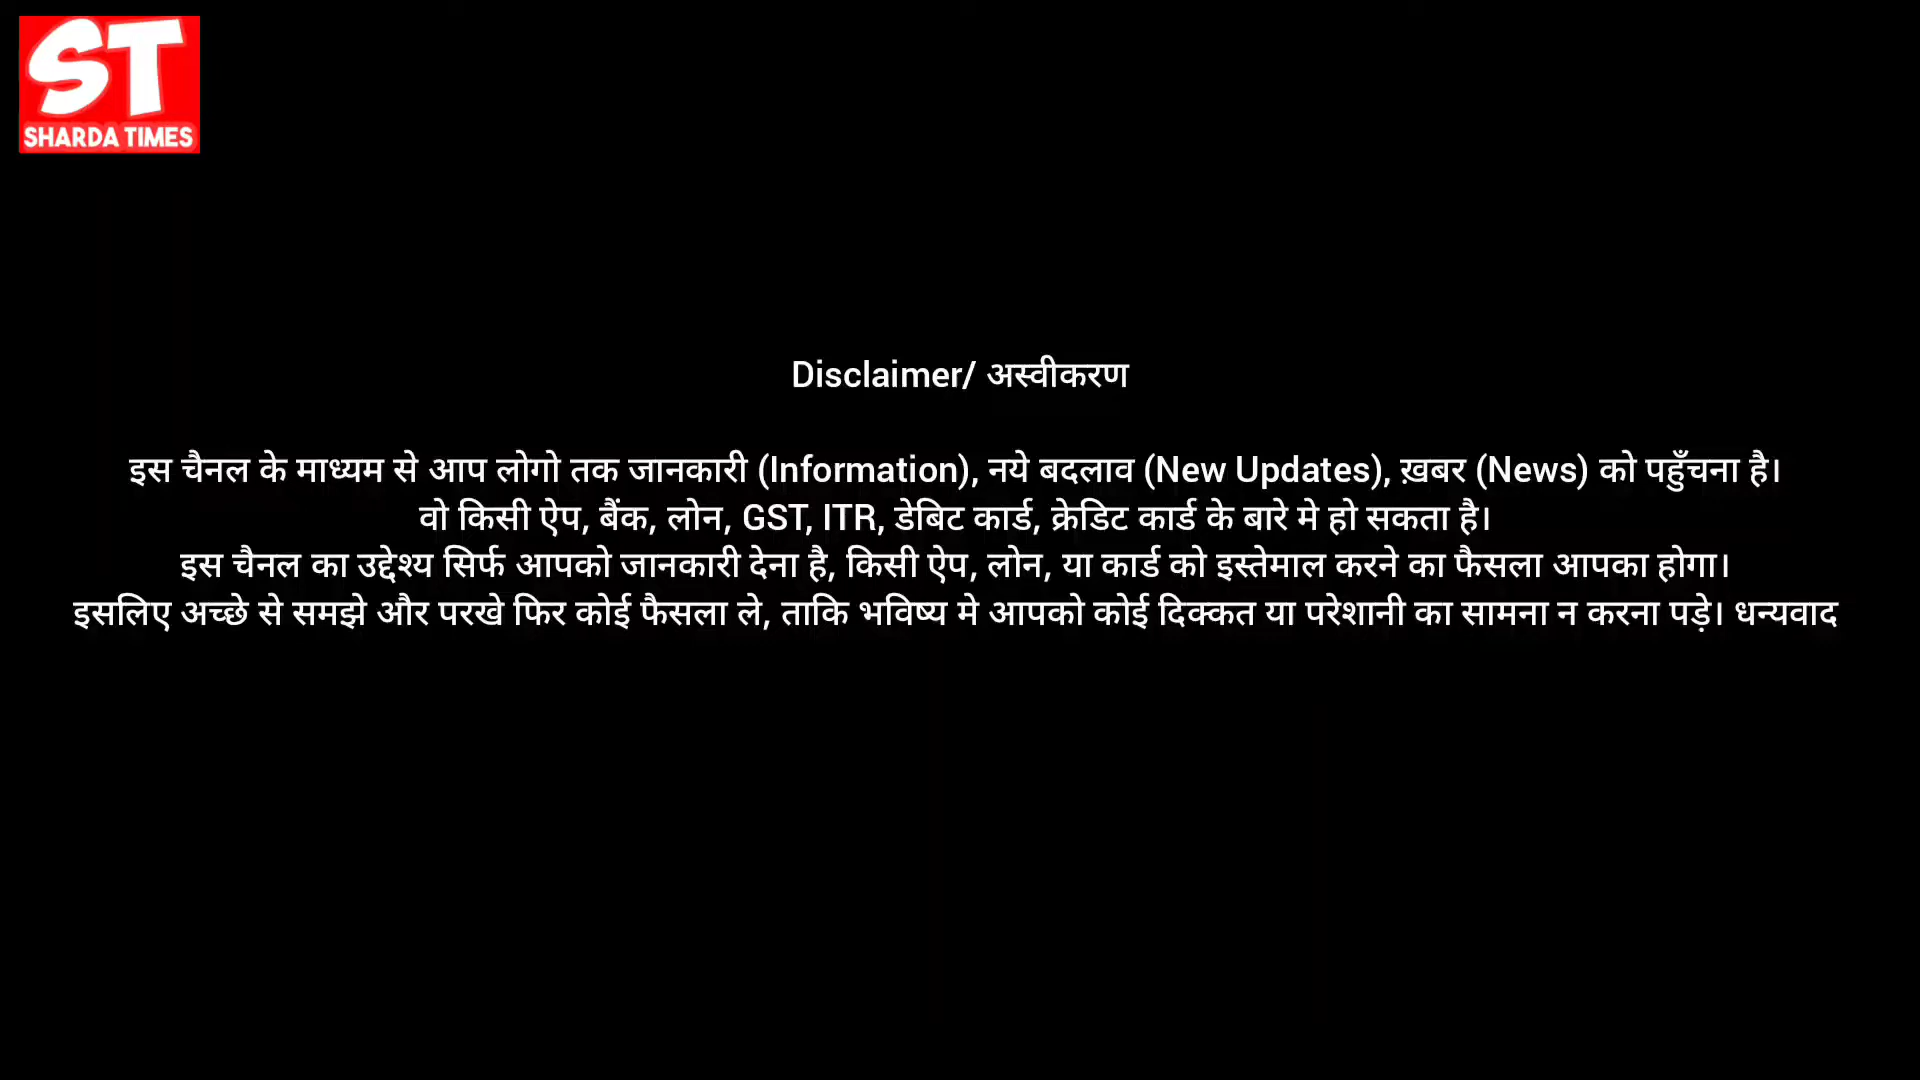 ST
SHARDA TIMES
Disclaimer/ अस्वीकरण
इस चैनल के माध्यम से आप लोगो तक जानकारी (Information), नये बदलाव (New Updates), ख़बर (News) को पहुँचना है।
वो किसी ऐप, बैंक, लोन, GST, ITR, डेबिट कार्ड, क्रेडिट कार्ड के बारे मे हो सकता है।
इस चैनल का उद्देश्य सिर्फ आपको जानकारी देना है, किसी ऐप, लोन, या कार्ड को इस्तेमाल करने का फैसला आपका होगा।
इसलिए अच्छे से समझे और परखे फिर कोई फैसला ले, ताकि भविष्य मे आपको कोई दिक्कत या परेशानी का सामना न करना पड़े। धन्यवाद